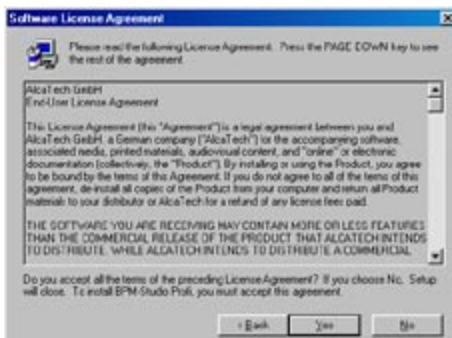 Software License Agreement
Please read the following License Agreement. Press the PAGE DOWN key to see
the rest of the agreement.
AlcaTech GmbH
End-User License Agreement
This License Agreement (this "Agreement") is a legal agreement between you and
AlcaTech GmbH, a German company ("AlcaTech") for the accompanying software,
associated media, printed materials, audiovisual content, and "online" or electronic
documentation (collectively, the "Product"). By installing or using the Product, you agree
to be bound by the terms of this Agreement. If you do not agree to all of the terms of this
agreement, de-install all copies of the Product from your computer and return all Product
materials to your distributor or AlcaTech for a refund of any license fees paid.
THE SOFTWARE YOU ARE RECEIVING MAY CONTAIN MORE OR LESS FEATURES
THAN THE COMMERCIAL RELEASE OF THE PRODUCT THAT ALCATECH INTENDS
TO DISTRIBUTE. WHILE ALCATECH INTENDS TO DISTRIBUTE A COMMERCIAL
Do you accept all the terms of the preceding License Agreement? If you choose No, Setup
will close. To install BPM-Studio Profi, you must accept this agreement.
< Back
Yes
No